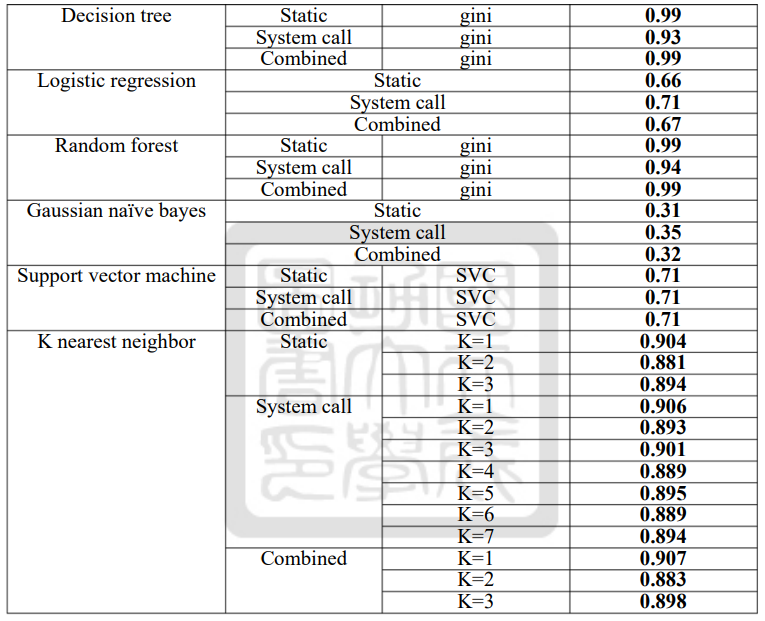 Decision tree Static gini 0.99
System call gini 0.93
Combined gini 0.99
Logistic regression Static 0.66
System call 0.71
Combined 0.67
Random forest Static gini 0.99
System call gini 0.94
Combined gini 0.99
Gaussian naïve bayes Static 0.31
System call 0.35
Combined 0.32
Support vector machine Static SVC 0.71
System call SVC 0.71
Combined SVC 0.71
K nearest neighbor Static K=1 0.904
K=2 0.881
K=3 0.894
System call K=1 0.906
K=2 0.893
K=3 0.901
K=4 0.889
K=5 0.895
K=6 0.889
K=7 0.894
Combined K=1 0.907
K=2 0.883
K=3 0.898